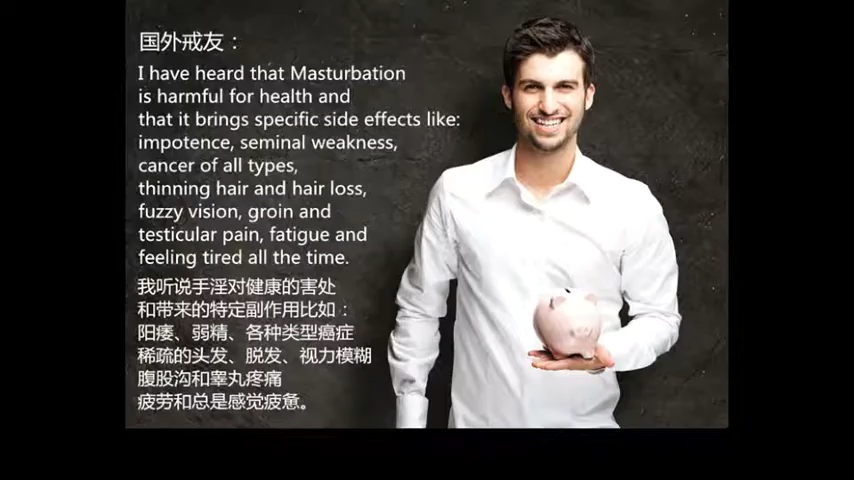 国外戒友：
I have heard that Masturbation
is harmful for health and
that it brings specific side effects like:
impotence, seminal weakness,
cancer of all types,
thinning hair and hair loss,
fuzzy vision, groin and
testicular pain, fatigue and
feeling tired all the time.
我听说手淫对健康的害处
和带来的特定副作用比如：
阳痿、弱精、各种类型癌症
稀疏的头发、脱发、视力模糊
腹股沟和睾丸疼痛
疲劳和总是感觉疲惫。